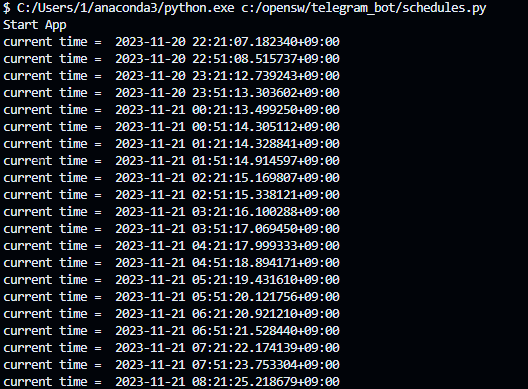 $ C:/Users/1/anaconda3/python.exe c:/opensw/telegram_bot/schedules.py
Start App
current time =  2023-11-20 22:21:07.182340+09:00
current time =  2023-11-20 22:51:08.515737+09:00
current time =  2023-11-20 23:21:12.739243+09:00
current time =  2023-11-20 23:51:13.303602+09:00
current time =  2023-11-21 00:21:13.499250+09:00
current time =  2023-11-21 00:51:14.305112+09:00
current time =  2023-11-21 01:21:14.328841+09:00
current time =  2023-11-21 01:51:14.914597+09:00
current time =  2023-11-21 02:21:15.169807+09:00
current time =  2023-11-21 02:51:15.338121+09:00
current time =  2023-11-21 03:21:16.100288+09:00
current time =  2023-11-21 03:51:17.069450+09:00
current time =  2023-11-21 04:21:17.999333+09:00
current time =  2023-11-21 04:51:18.894171+09:00
current time =  2023-11-21 05:21:19.431610+09:00
current time =  2023-11-21 05:51:20.121756+09:00
current time =  2023-11-21 06:21:20.921210+09:00
current time =  2023-11-21 06:51:21.528440+09:00
current time =  2023-11-21 07:21:22.174139+09:00
current time =  2023-11-21 07:51:23.753304+09:00
current time =  2023-11-21 08:21:25.218679+09:00